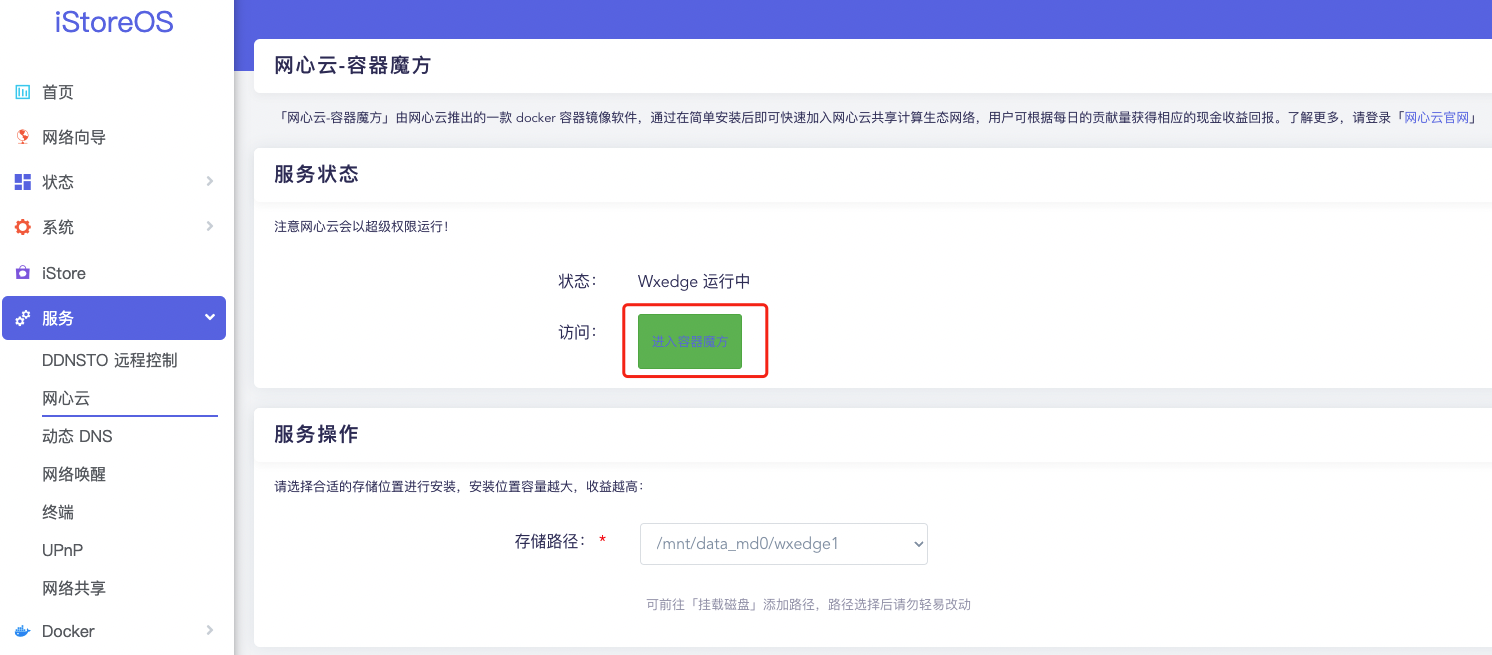 iStoreOS
首页
网络向导
状态
系统
iStore
服务
DDNSTO 远程控制
网心云
动态 DNS
网络唤醒
终端
UPnP
网络共享
Docker
网心云-容器魔方
「网心云-容器魔方」由网心云推出的一款 docker 容器镜像软件，通过在简单安装后即可快速加入网心云共享计算生态网络，用户可根据每日的贡献量获得相应的现金收益回报。了解更多，请登录「网心云官网」
服务状态
注意网心云会以超级权限运行！
状态： Wxedge 运行中
访问： 进入容器魔方
服务操作
请选择合适的存储位置进行安装，安装位置容量越大，收益越高：
存储路径： * /mnt/data_md0/wxedge1
可前往「挂载磁盘」添加路径，路径选择后请勿轻易改动